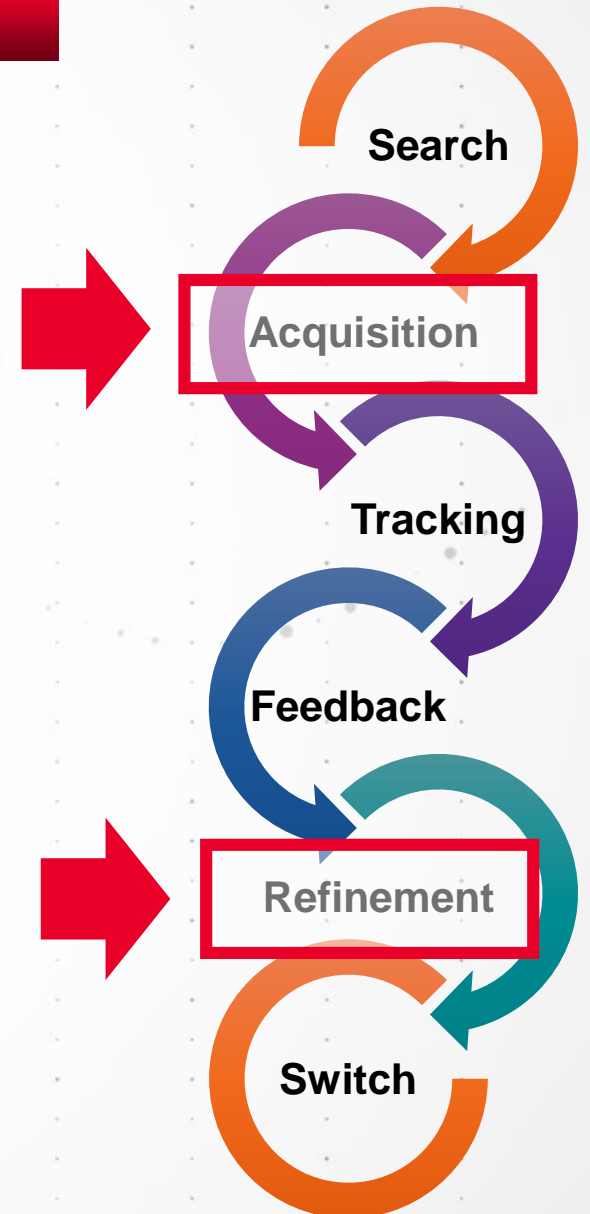 Search
Acquisition
Tracking
Feedback
Refinement
Switch